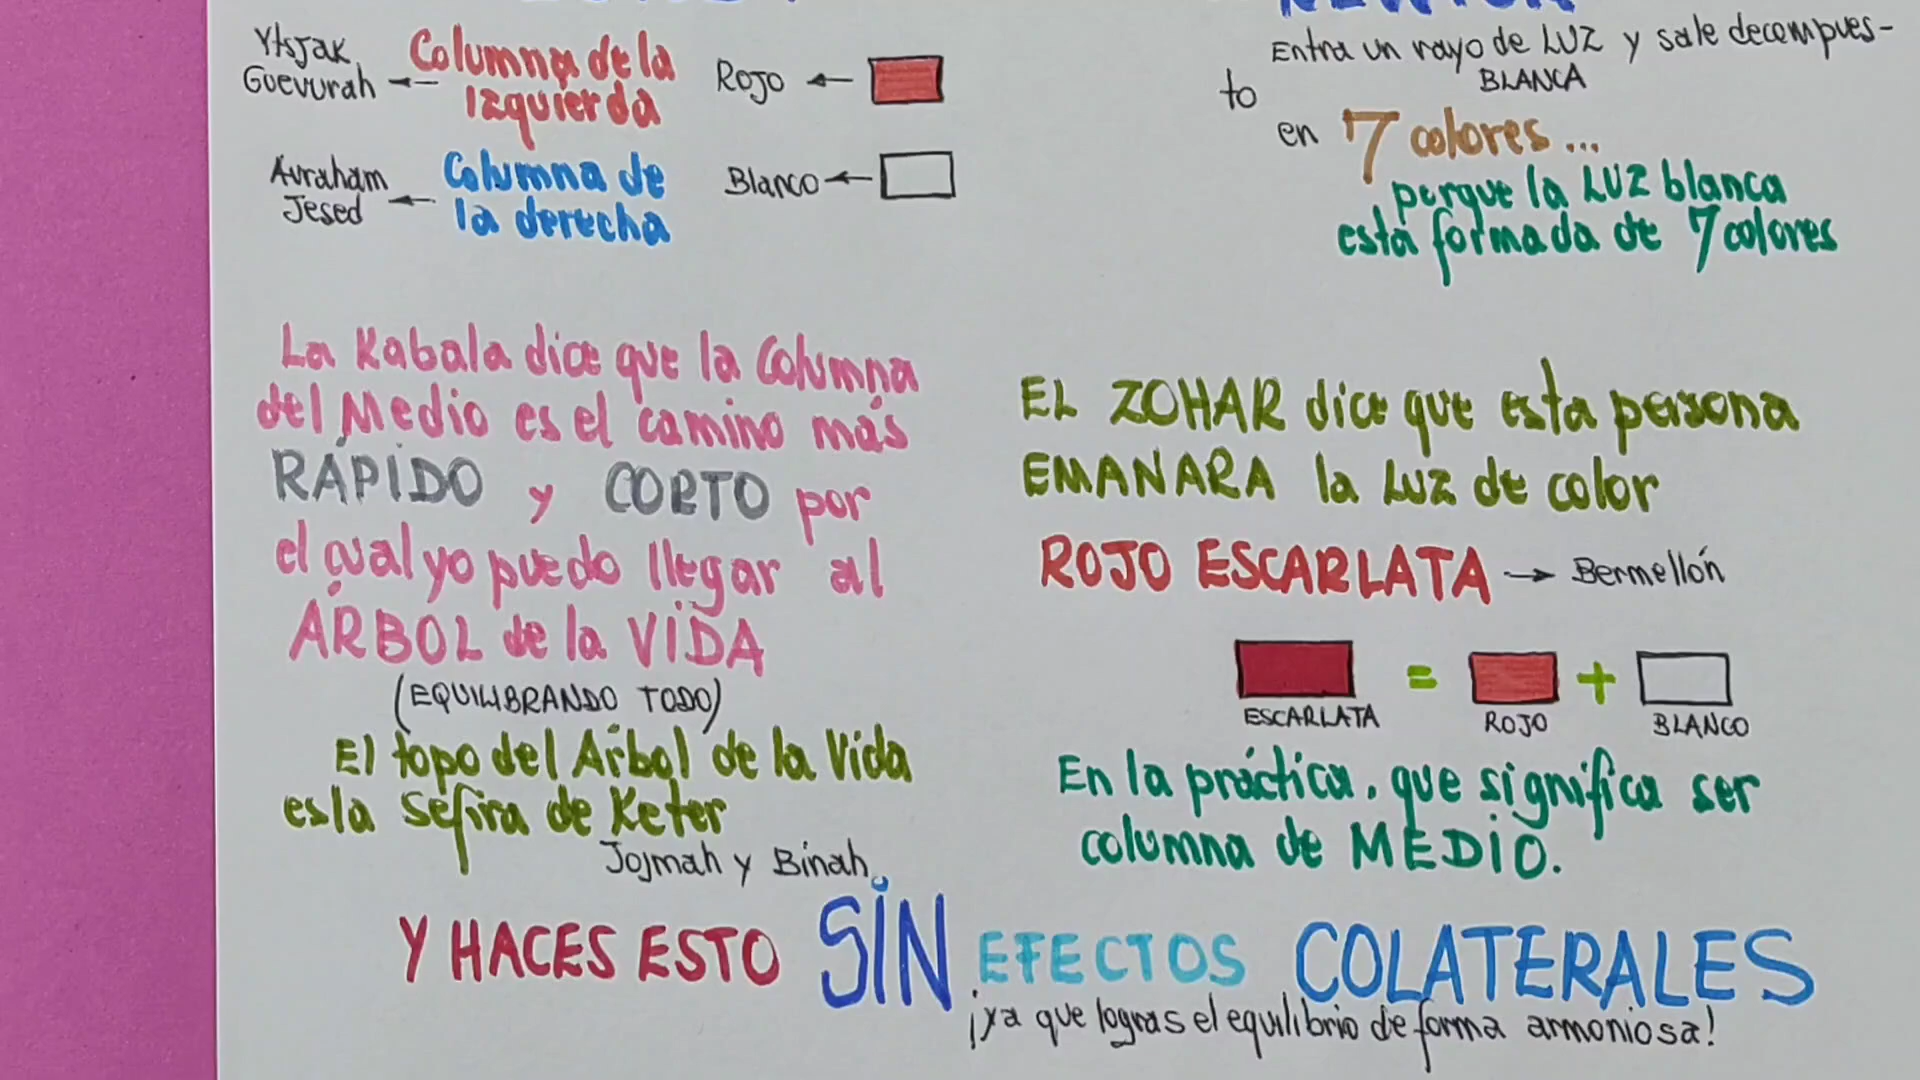 Ytsjak
Guevurah
Columna de la
Izquierda
Rojo
Avraham
Jesed
Columna de
la derecha
Blanco
La Kabala dice que la Columna
del Medio es el camino más
RÁPIDO y CORTO por
el cual yo puedo llegar al
ÁRBOL de la VIDA
(EQUILIBRANDO TODO)
El topo del Árbol de la Vida
es la Sefira de Keter
Jojmah y Binah
Entra un rayo de LUZ y sale decompues-
BLANCA
to
en 7 colores...
porque la LUZ blanca
esta formada de 7 colores
EL ZOHAR dice que esta persona
EMANARA la Luz de color
ROJO ESCARLATA → Bermellón
= +
ESCARLATA ROJO BLANCO
En la práctica, que significa ser
columna de MEDIO.
Y HACES ESTO SIN EFECTOS COLATERALES
¡ya que logras el equilibrio de forma armoniosa!